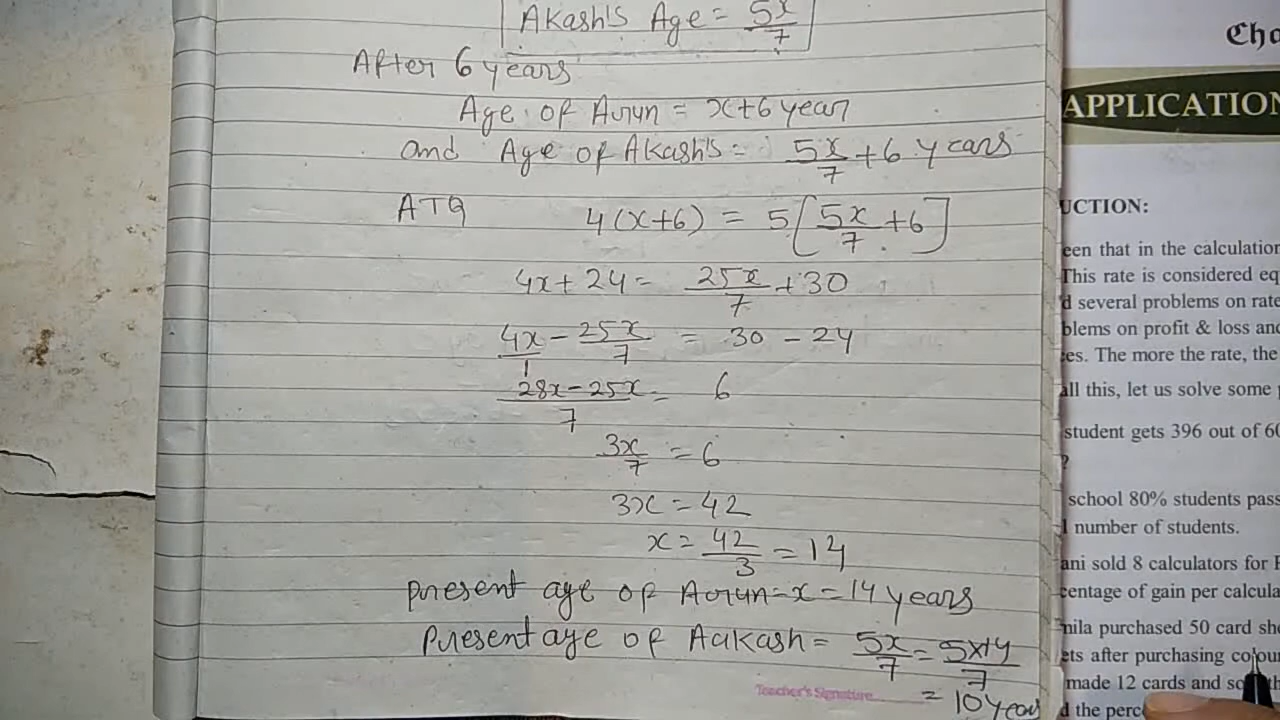 Akash's Age = 5x/7
After 6 years
Age of Arun = x+6 year
and Age of Akash's = 5x/7 + 6 years
ATQ 4(x+6) = 5[5x/7 + 6]
4x + 24 = 25x/7 + 30
4x/1 - 25x/7 = 30 - 24
28x-25x/7 = 6
3x/7 = 6
3x = 42
x = 42/3 = 14
Present age of Arun = x = 14 years
Present age of Aakash = 5x/7 = 5x14/7
= 10 years
Teacher's Signature
Cha
APPLICATION
UCTION:
een that in the calculation
This rate is considered eq
d several problems on rate
blems on profit & loss and
es. The more the rate, the
all this, let us solve some
student gets 396 out of 60
?
school 80% students pass
l number of students.
ani sold 8 calculators for
centage of gain per calcula
mila purchased 50 card she
ets after purchasing colour
made 12 cards and so
d the perc